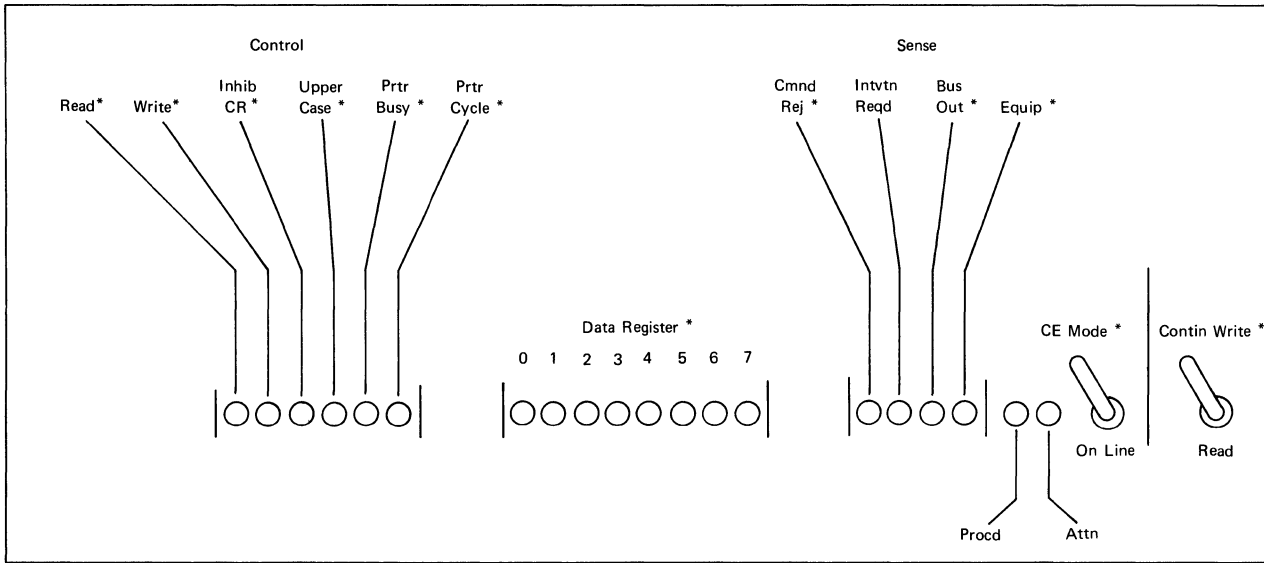 Control
Sense
Read*
Write*
Inhib
CR *
Upper
Case *
Prtr
Busy *
Prtr
Cycle *
Cmnd
Rej *
Intvtn
Reqd
Bus
Out *
Equip *
Data Register *
0 1 2 3 4 5 6 7
CE Mode *
On Line
Contin Write *
Read
Procd
Attn